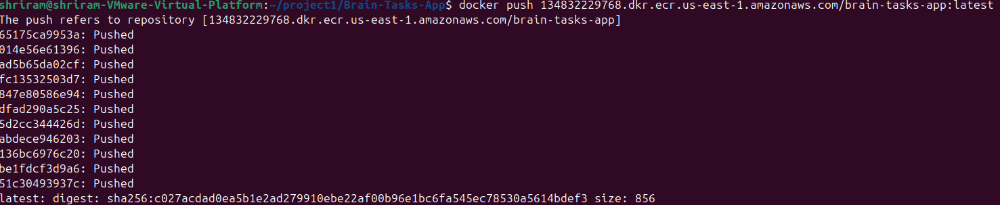 shriram@shriram-VMware-Virtual-Platform:~/project1/Brain-Tasks-App$ docker push 134832229768.dkr.ecr.us-east-1.amazonaws.com/brain-tasks-app:latest
The push refers to repository [134832229768.dkr.ecr.us-east-1.amazonaws.com/brain-tasks-app]
65175ca9953a: Pushed
014e56e61396: Pushed
ad5b65da02cf: Pushed
fc13532503d7: Pushed
847e80586e94: Pushed
dfad290a5c25: Pushed
5d2cc344426d: Pushed
abdece946203: Pushed
136bc6976c20: Pushed
be1fdcf3d9a6: Pushed
51c30493937c: Pushed
latest: digest: sha256:c027acdad0ea5b1e2ad279910ebe22af00b96e1bc6fa545ec78530a5614bdef3 size: 856